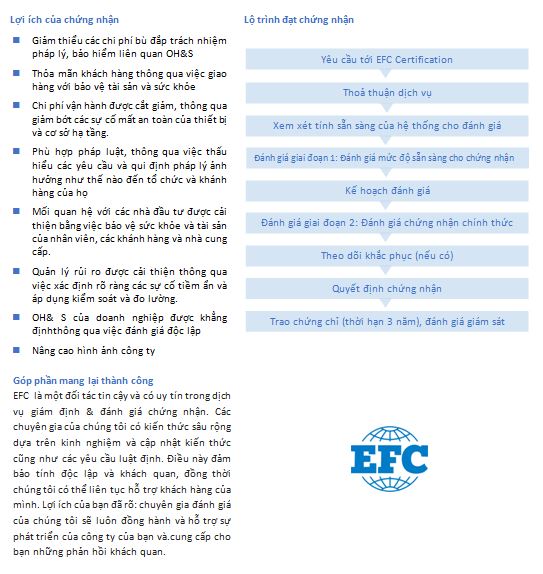 Lợi ích của chứng nhận
Giảm thiểu các chi phí bù đắp trách nhiệm
pháp lý, bảo hiểm liên quan OH&S
Thỏa mãn khách hàng thông qua việc giao
hàng với bảo vệ tài sản và sức khỏe
Chi phí vận hành được cắt giảm, thông qua
giảm bớt các sự cố mất an toàn của thiết bị
và cơ sở hạ tầng.
Phù hợp pháp luật, thông qua việc thấu
hiểu các yêu cầu và qui định pháp lý ảnh
hưởng như thế nào đến tổ chức và khánh
hàng của họ
Mối quan hệ với các nhà đầu tư được cải
thiện bằng việc bảo vệ sức khỏe và tài sản
của nhân viên, các khánh hàng và nhà cung
cấp.
Quản lý rủi ro được cải thiện thông qua
việc xác định rõ ràng các sự cố tiềm ẩn và
áp dụng kiểm soát và đo lường.
OH& S của doanh nghiệp được khẳng
địnhthông qua việc đánh giá độc lập
Nâng cao hình ảnh công ty
Góp phần mang lại thành công
EFC là một đối tác tin cậy và có uy tín trong dịch
vụ giám định & đánh giá chứng nhận. Các
chuyên gia của chúng tôi có kiến thức sâu rộng
dựa trên kinh nghiệm và cập nhật kiến thức
cũng như các yêu cầu luật định. Điều này đảm
bảo tính độc lập và khách quan, đồng thời
chúng tôi có thể liên tục hỗ trợ khách hàng của
mình. Lợi ích của bạn đã rõ: chuyên gia đánh giá
của chúng tôi sẽ luôn đồng hành và hỗ trợ sự
phát triển của công ty của bạn và.cung cấp cho
bạn những phản hồi khách quan.
Lộ trình đạt chứng nhận
Yêu cầu tới EFC Certification
Thoả thuận dịch vụ
Xem xét tính sẵn sàng của hệ thống cho đánh giá
Đánh giá giai đoạn 1: Đánh giá mức độ sẵn sàng cho chứng nhận
Kế hoạch đánh giá
Đánh giá giai đoạn 2: Đánh giá chứng nhận chính thức
Theo dõi khắc phục (nếu có)
Quyết định chứng nhận
Trao chứng chỉ (thời hạn 3 năm), đánh giá giám sát
EFC